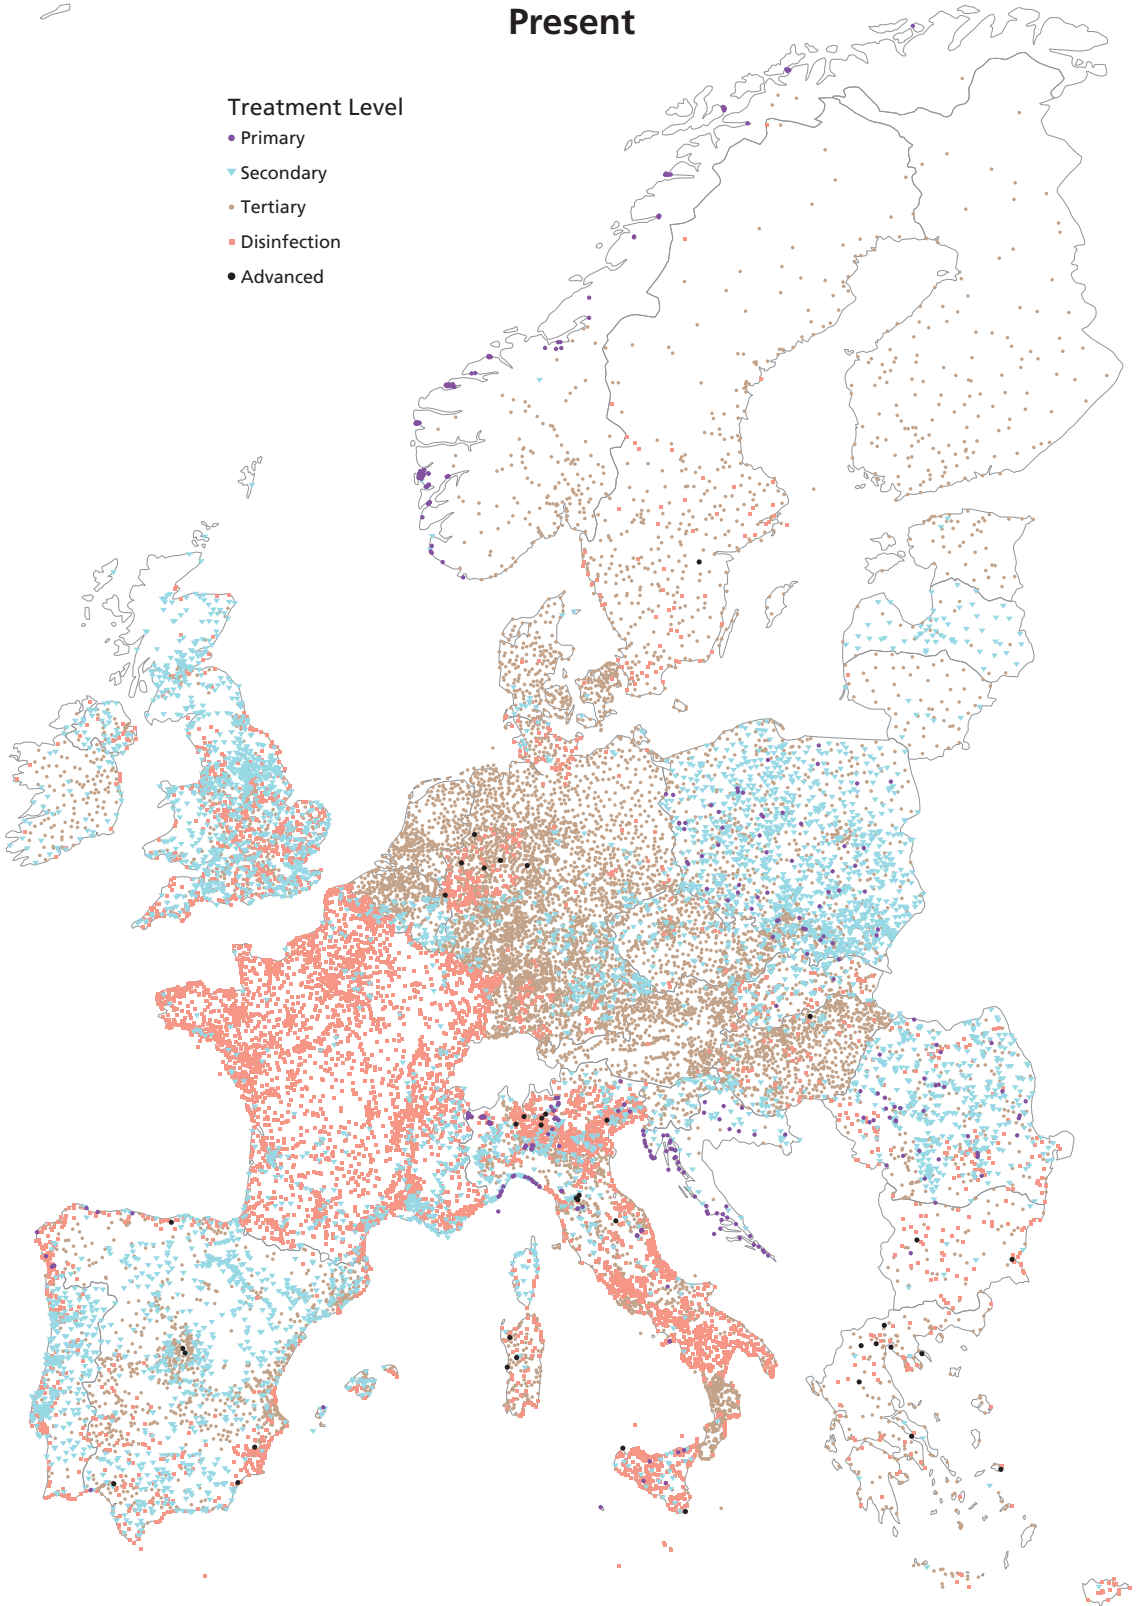 Present
Treatment Level
Primary
Secondary
Tertiary
Disinfection
Advanced